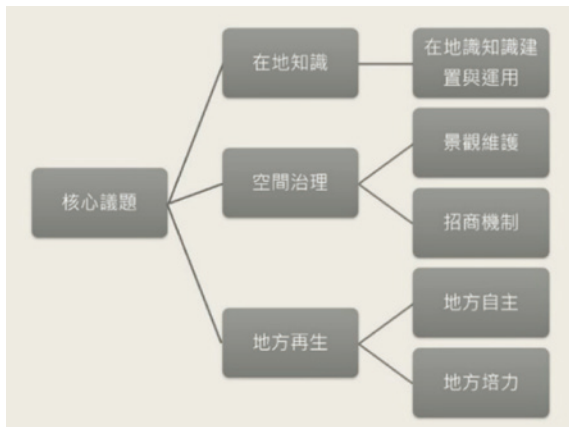 核心議題
在地知識
在地識知識建
置與運用
空間治理
景觀維護
招商機制
地方再生
地方自主
地方培力